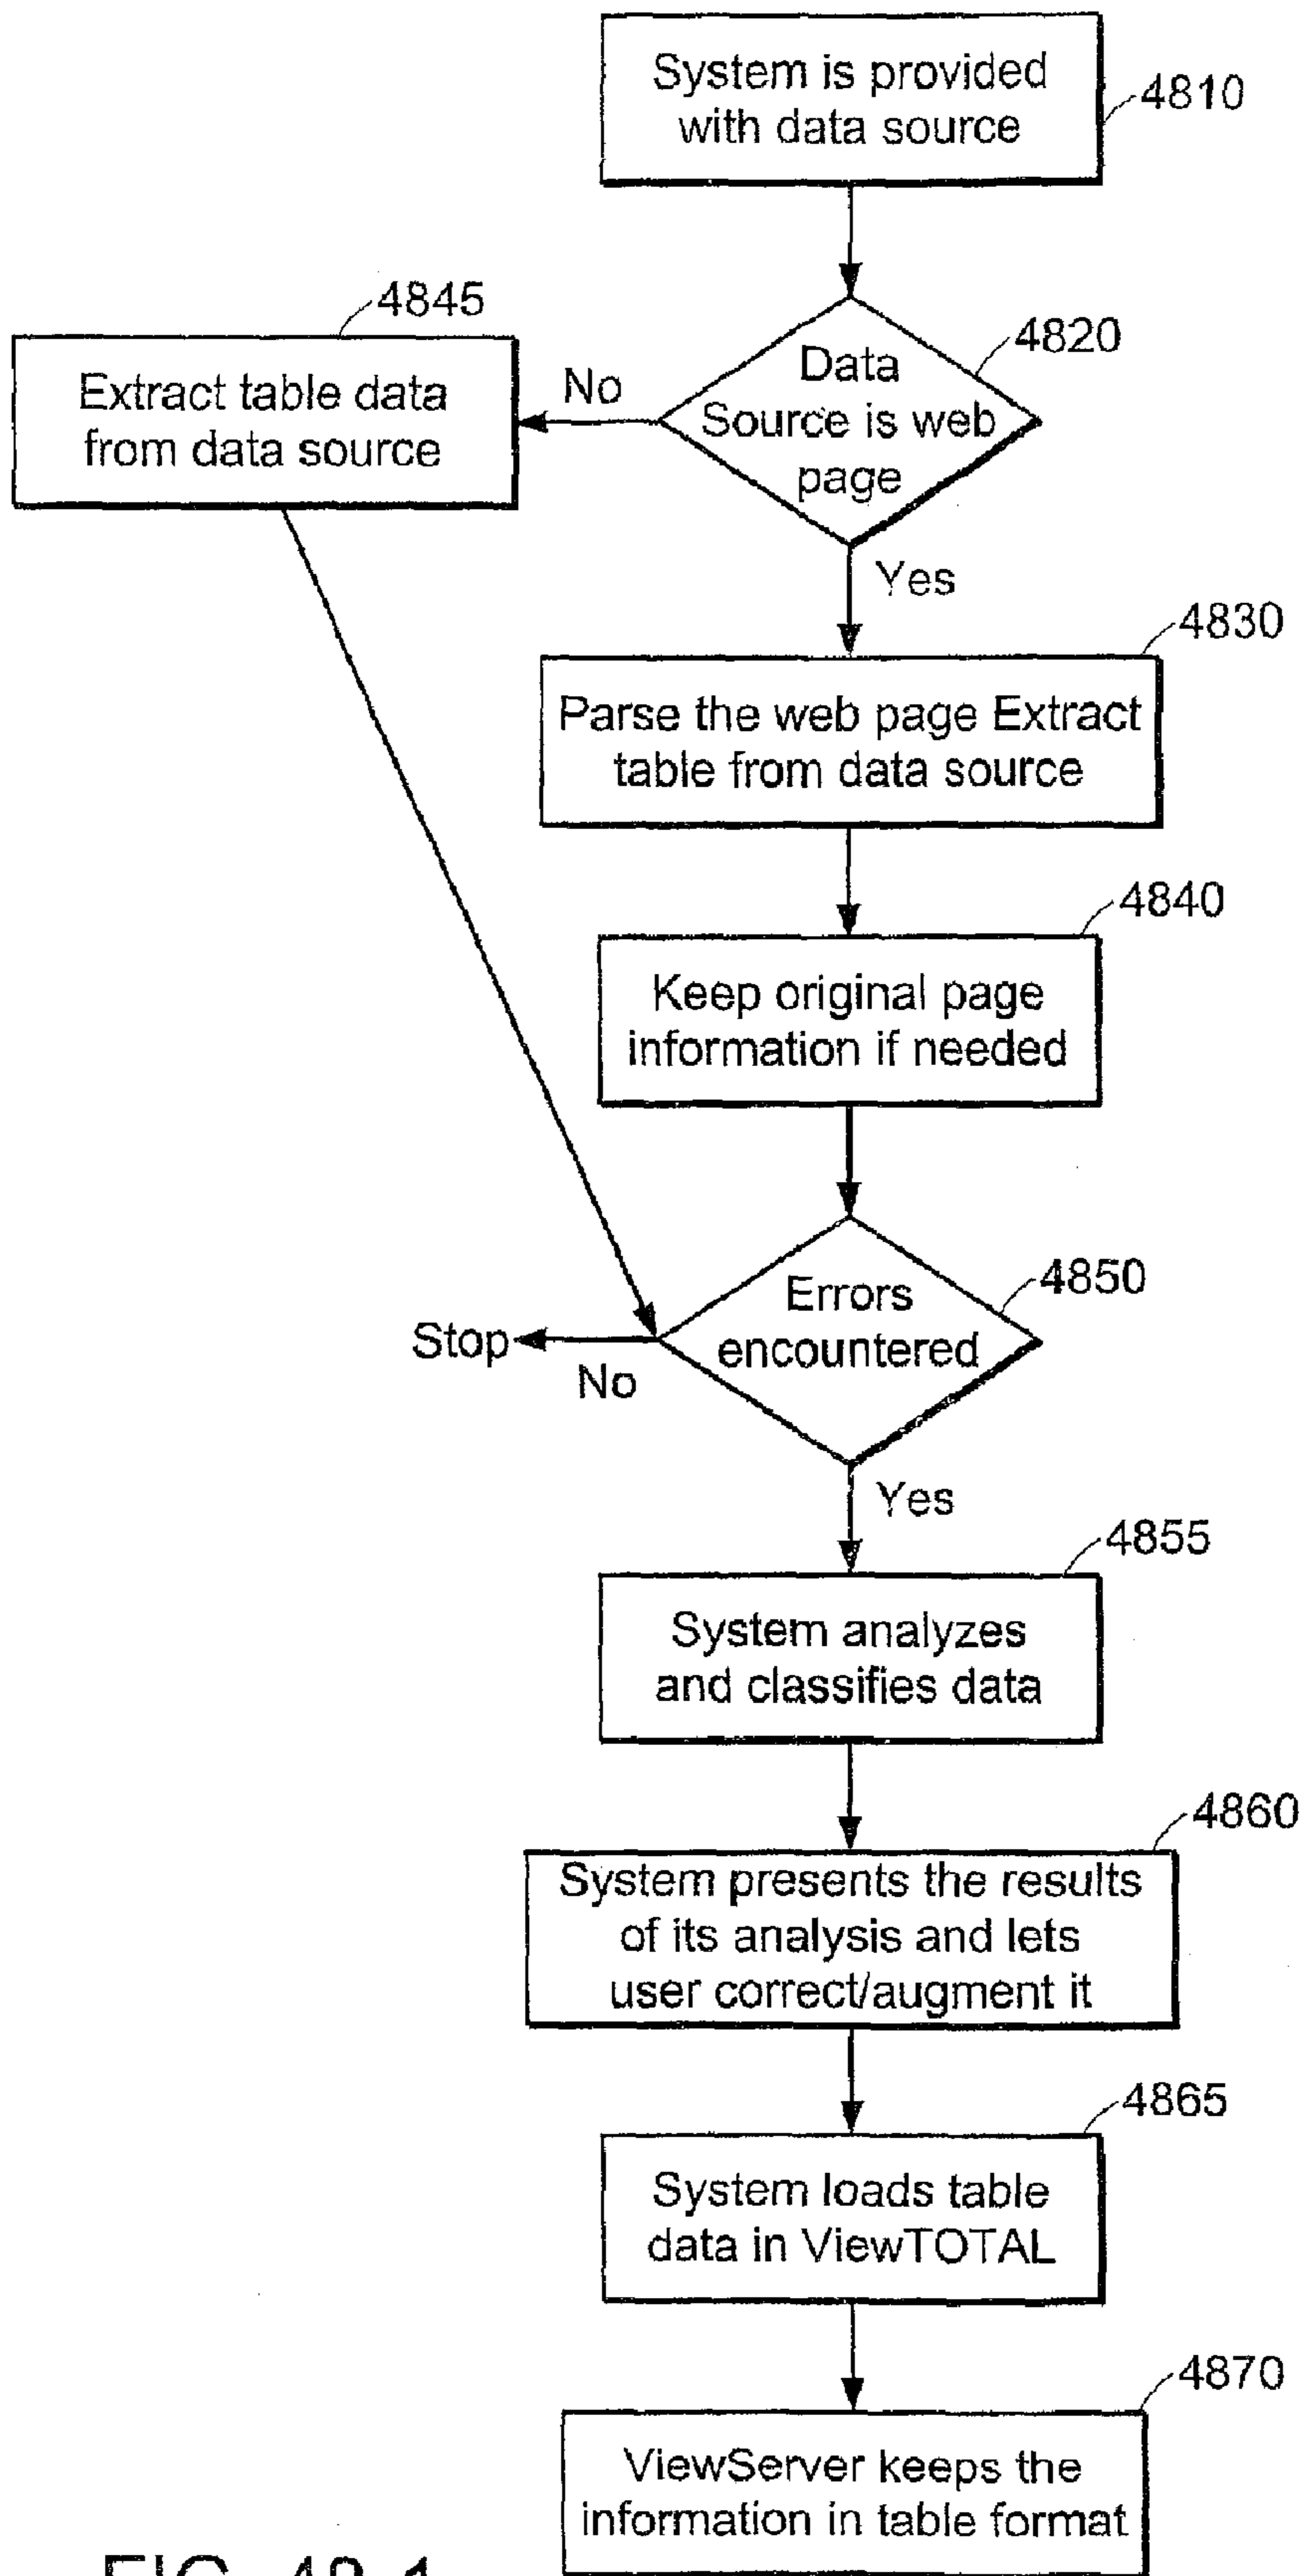 System is provided
with data source
4810
4845
Extract table data
from data source
No
4820
Data
Source is web
page
Yes
4830
Parse the web page Extract
table from data source
4840
Keep original page
information if needed
4850
Errors
encountered
Stop
No
Yes
4855
System analyzes
and classifies data
4860
System presents the results
of its analysis and lets
user correct/augment it
4865
System loads table
data in ViewTOTAL
4870
ViewServer keeps the
information in table format
FIG. 48-1